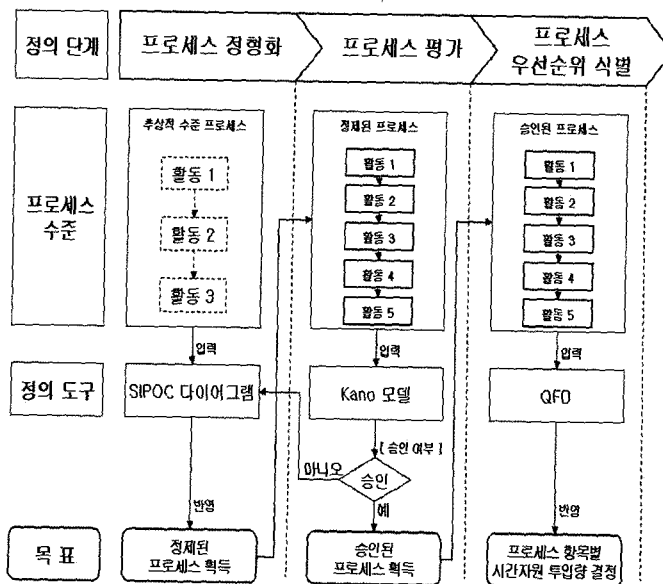 정의 단계
프로세스 정형화
프로세스 평가
프로세스
우선순위 식별
프로세스
수준
추상적 수준 프로세스
활동 1
활동 2
활동 3
정제된 프로세스
활동 1
활동 2
활동 3
활동 4
활동 5
승인된 프로세스
활동 1
활동 2
활동 3
활동 4
활동 5
입력
입력
입력
정의 도구
SIPOC 다이어그램
Kano 모델
QFD
[ 승인 여부 ]
아니오
승인
예
반영
반영
목 표
정제된
프로세스 획득
승인된
프로세스 획득
프로세스 항목별
시간자원 투입량 결정